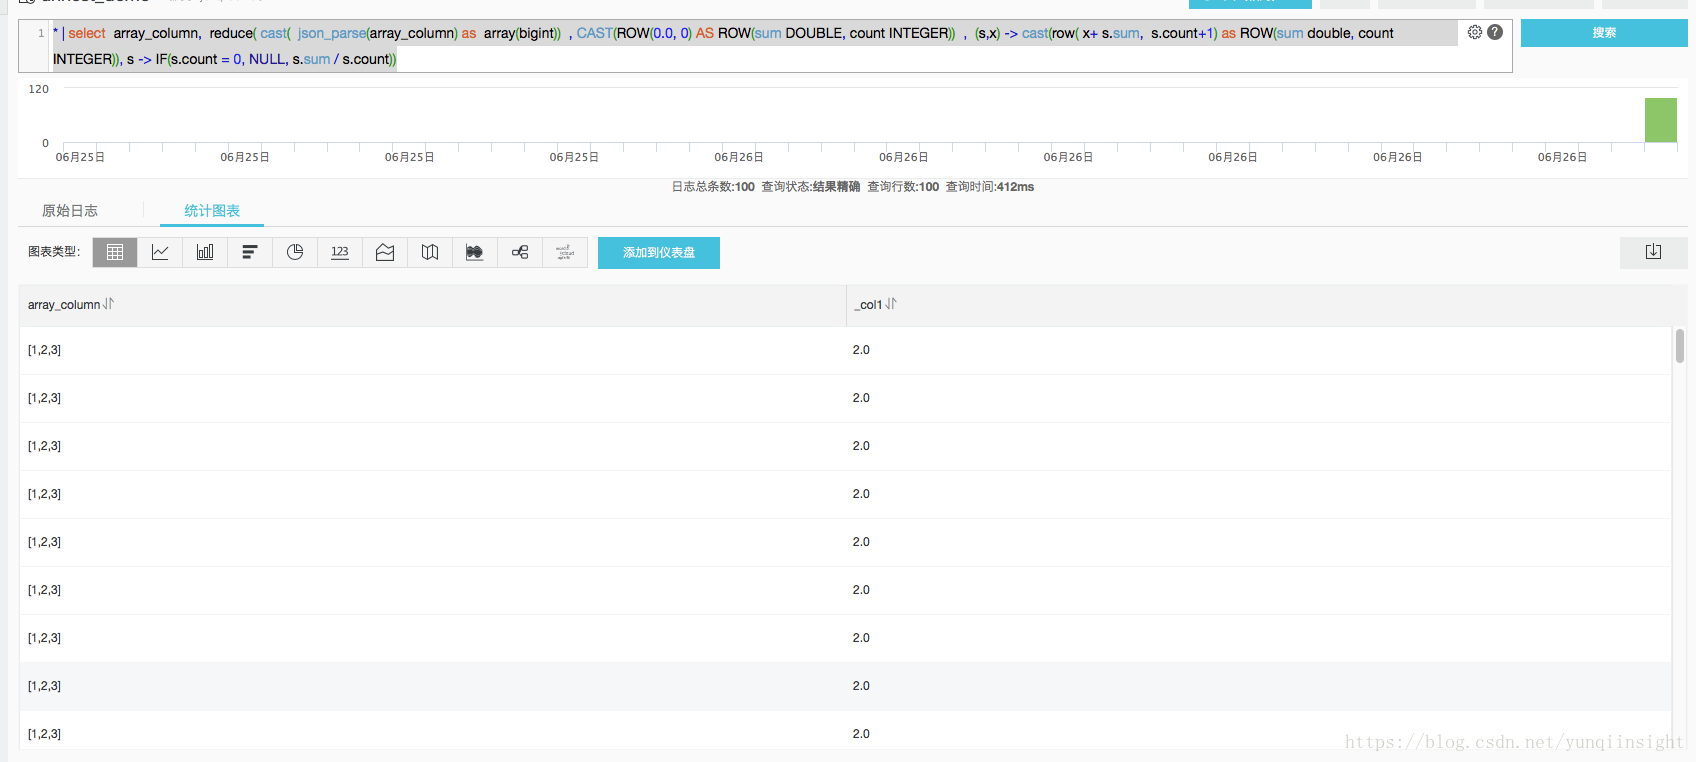 1 * | select array_column, reduce( cast( json_parse(array_column) as array(bigint)) , CAST(ROW(0.0, 0) AS ROW(sum DOUBLE, count INTEGER)) , (s,x) -> cast(row( x+ s.sum, s.count+1) as ROW(sum double, count
INTEGER)), s -> IF(s.count = 0, NULL, s.sum / s.count))
?
搜索
120
0
06月25日 06月25日 06月25日 06月25日 06月26日 06月26日 06月26日 06月26日 06月26日 06月26日
日志总条数:100 查询状态:结果精确 查询行数:100 查询时间:412ms
原始日志 统计图表
图表类型: 123 添加到仪表盘
array_column _col1
[1,2,3] 2.0
[1,2,3] 2.0
[1,2,3] 2.0
[1,2,3] 2.0
[1,2,3] 2.0
[1,2,3] 2.0
[1,2,3] 2.0
[1,2,3] 2.0
[1,2,3] 2.0
https://blog.csdn.net/yunqiinsight